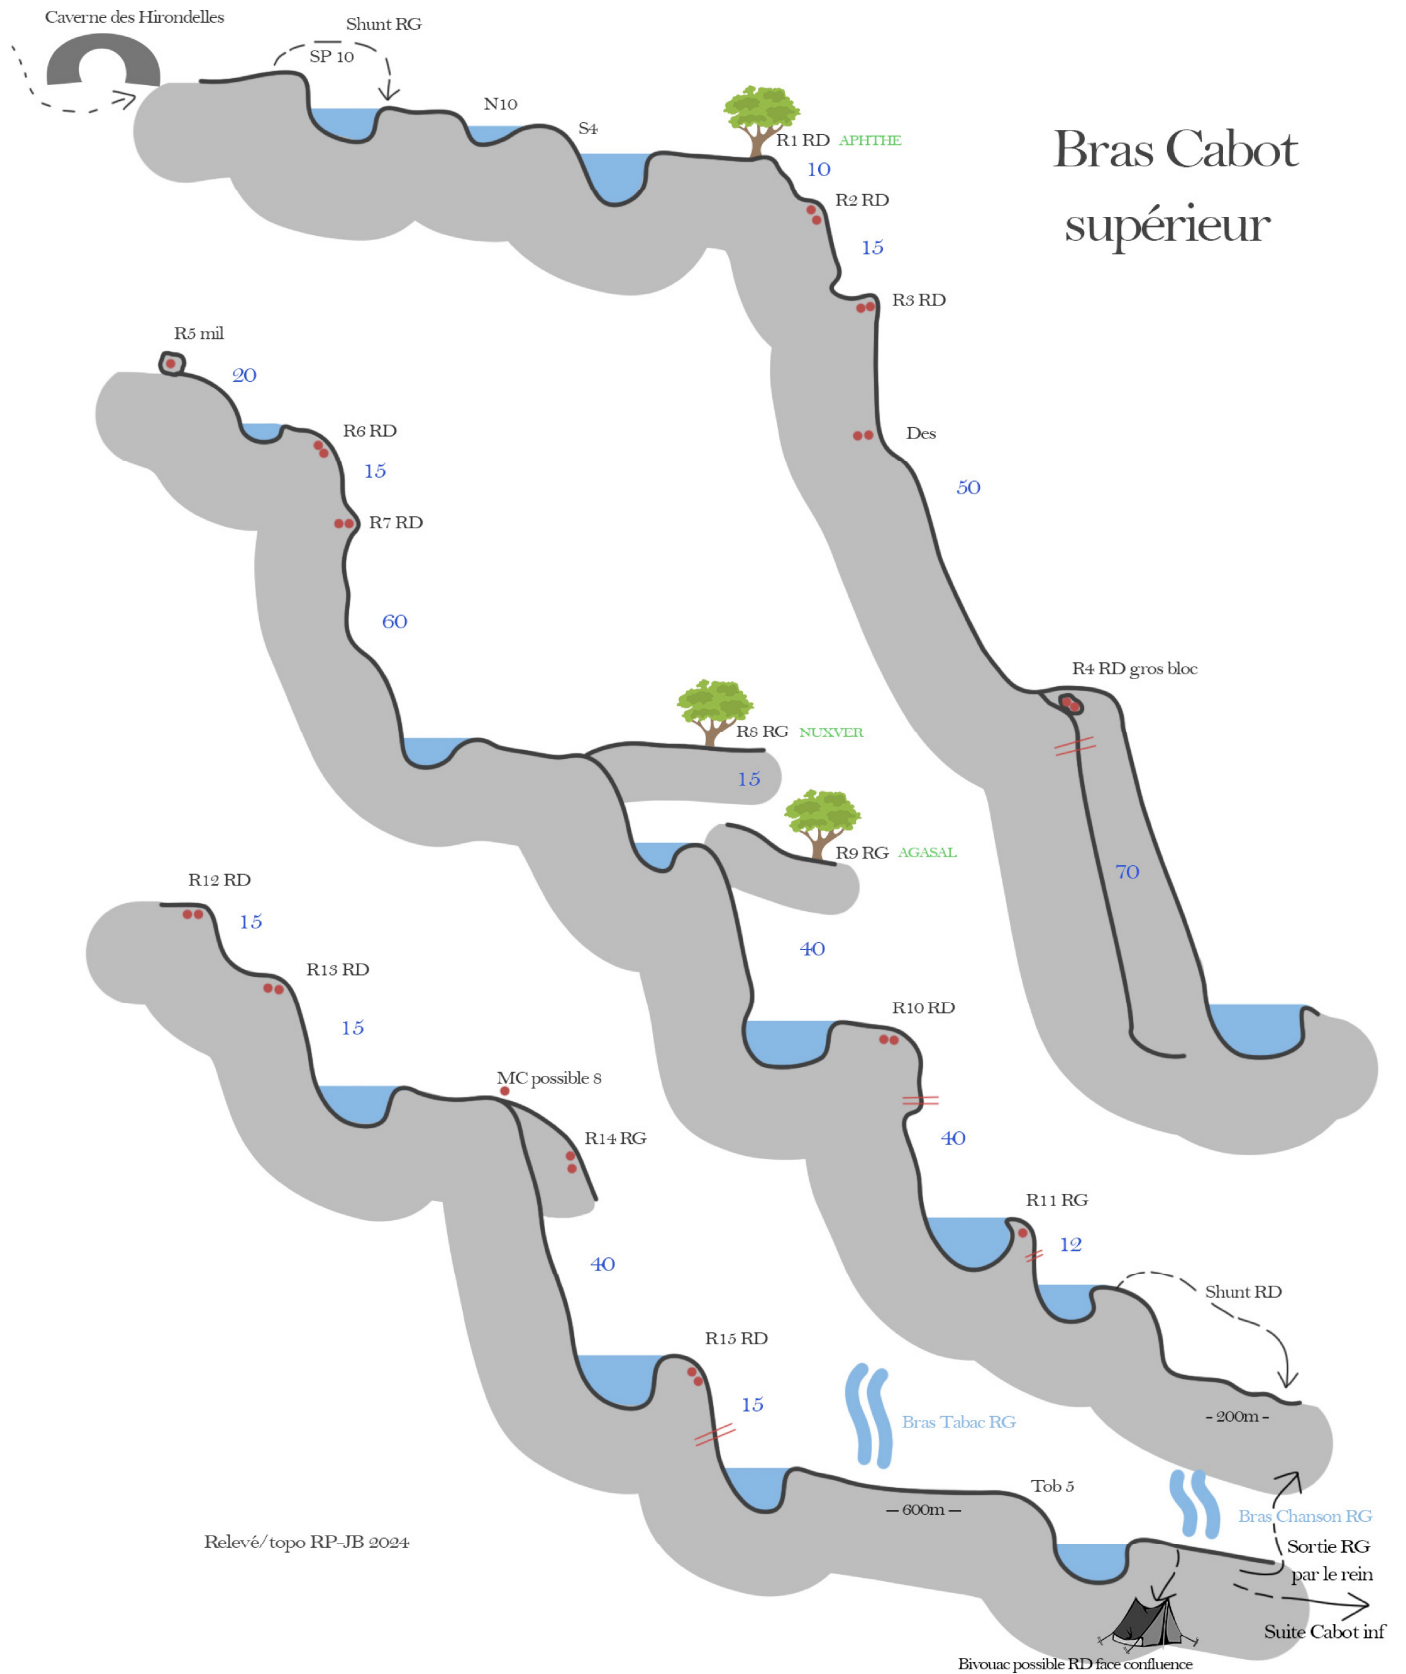 Caverne des Hirondelles
Shunt RG
SP 10
N10
S4
R1 RD APHTHE
10
R2 RD
15
R3 RD
Des
50
R4 RD gros bloc
70
Bras Cabot
supérieur
R5 mil
20
R6 RD
15
R7 RD
60
R8 RG NUXVER
15
R9 RG AGASAL
40
R10 RD
40
R11 RG
12
Shunt RD
- 200m -
R12 RD
15
R13 RD
15
MC possible 8
R14 RG
40
R15 RD
15
Bras Tabac RG
— 600m —
Tob 5
Bras Chanson RG
Sortie RG
par le rein
Suite Cabot inf
Bivouac possible RD face confluence
Relevé/topo RP-JB 2024